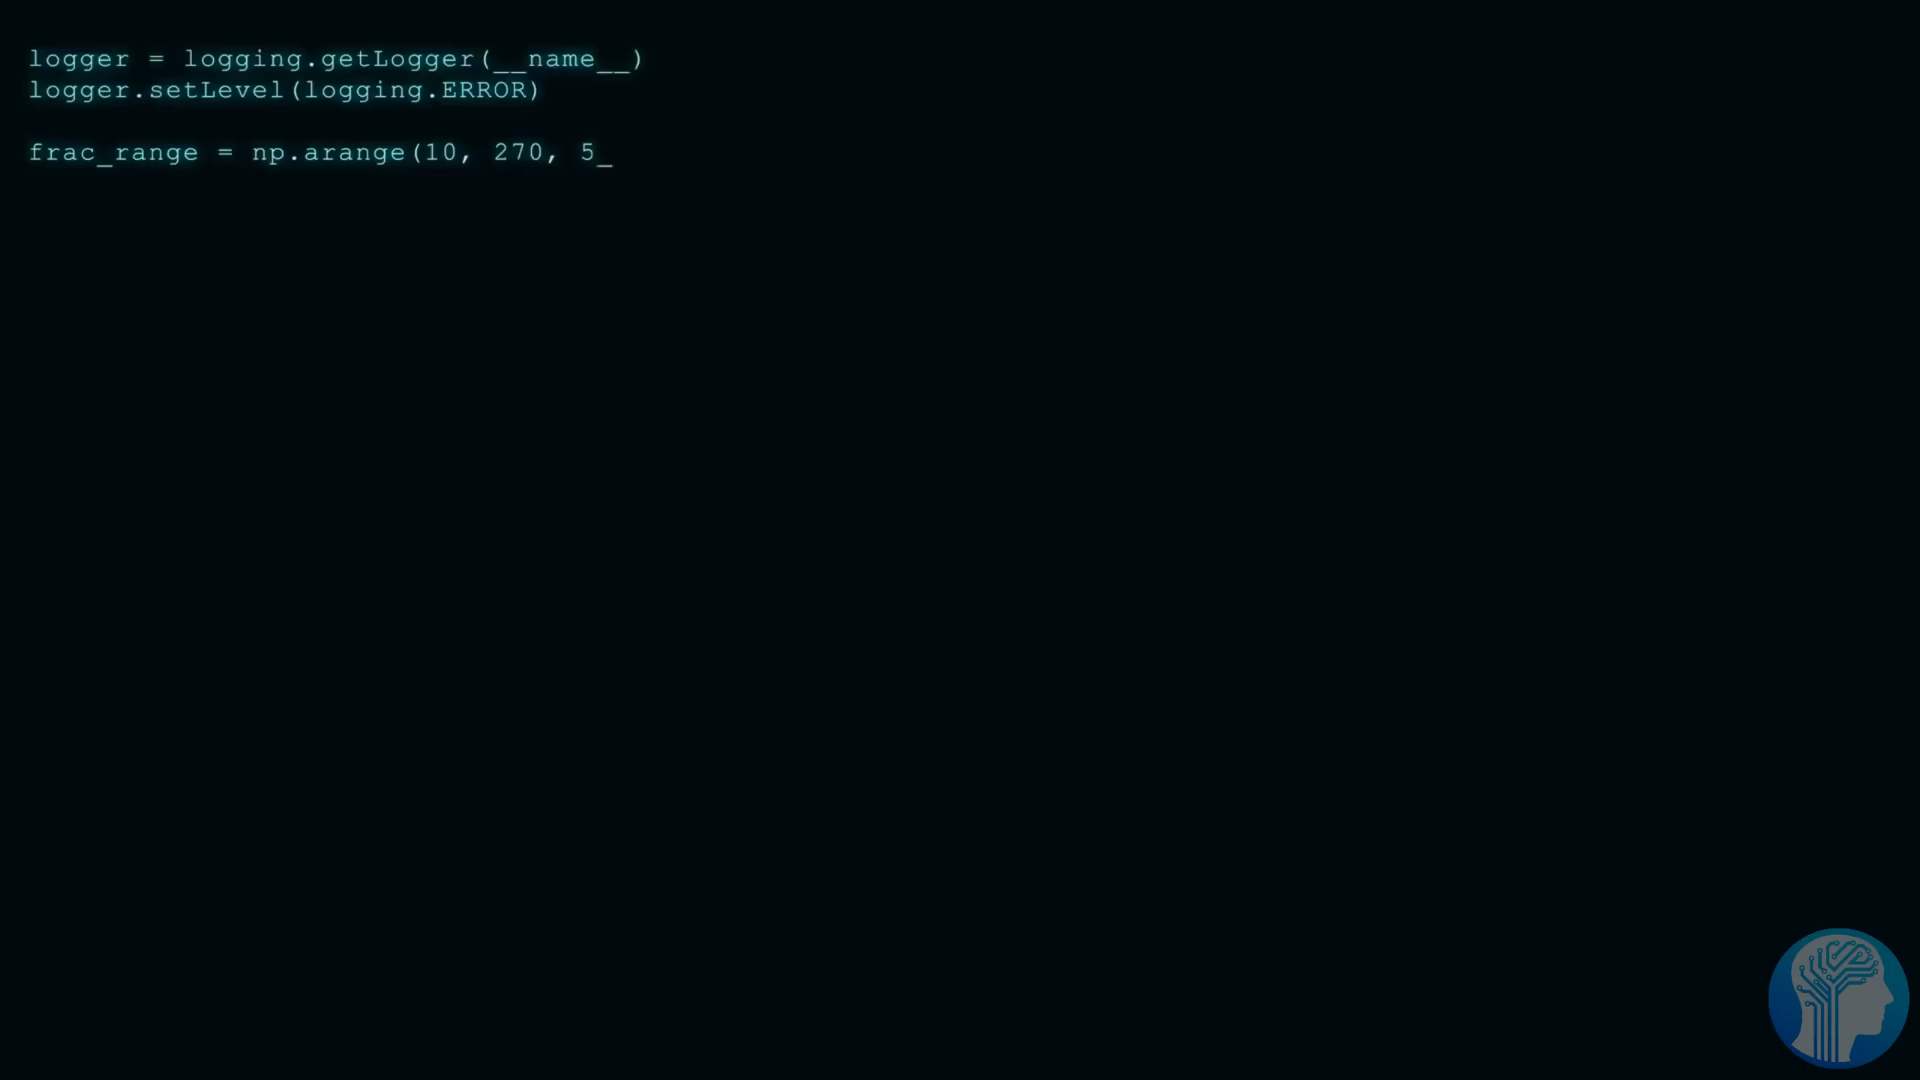 logger = logging.getLogger(__name__)
logger.setLevel(logging.ERROR)
frac_range = np.arange(10, 270, 5_